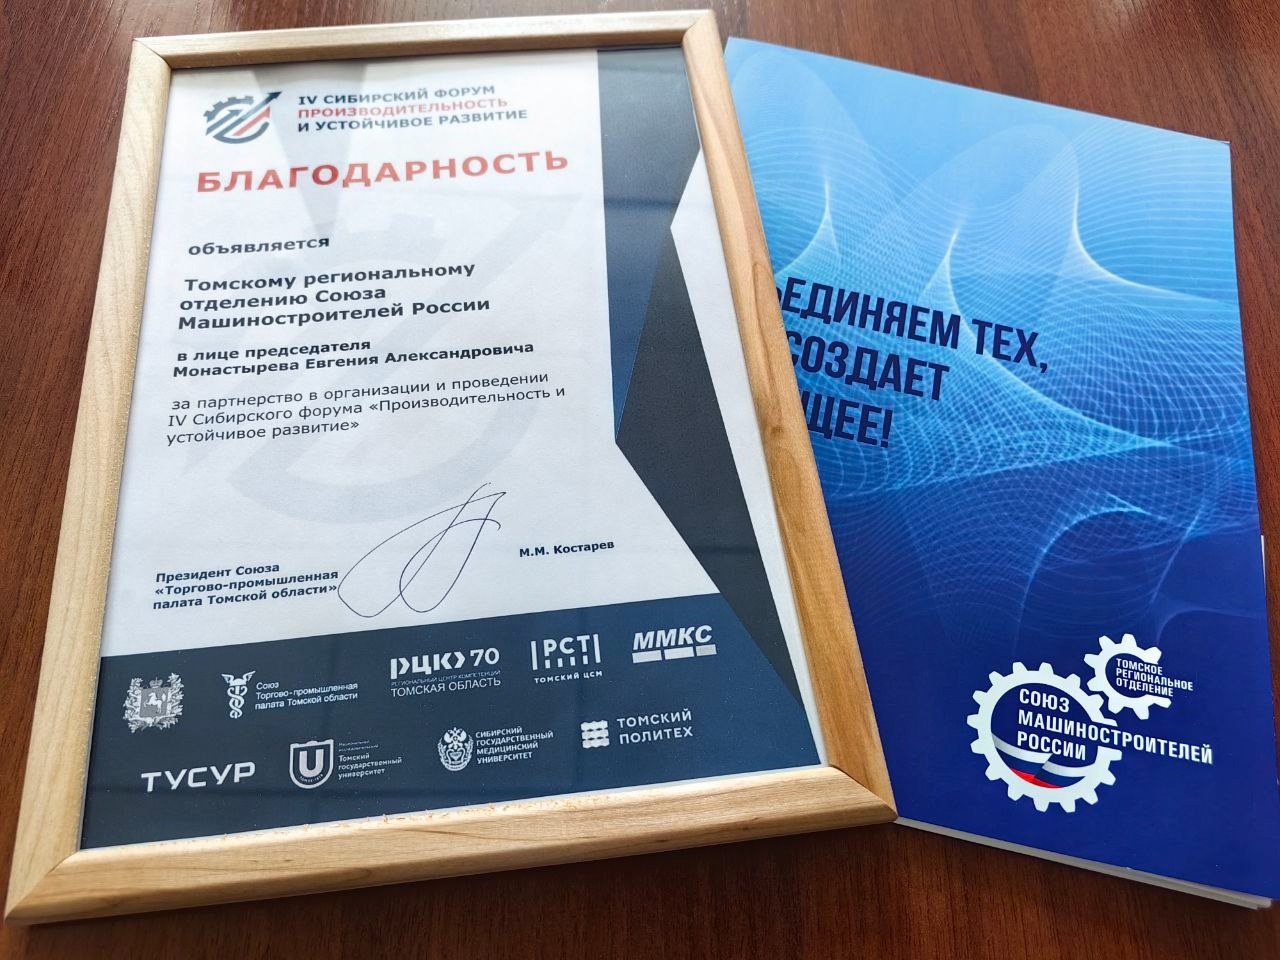 IV СИБИРСКИЙ ФОРУМ
ПРОИЗВОДИТЕЛЬНОСТЬ
И УСТОЙЧИВОЕ РАЗВИТИЕ
БЛАГОДАРНОСТЬ
объявляется
Томскому региональному
отделению Союза
Машиностроителей России
в лице председателя
Монастырева Евгения Александровича
за партнерство в организации и проведении
IV Сибирского форума «Производительность и
устойчивое развитие»
Президент Союза
«Торгово-промышленная
палата Томской области»
М.М. Костарев
Союз
Торгово-промышленная
палата Томской области
РЦК 70
РЕГИОНАЛЬНЫЙ ЦЕНТР КОМПЕТЕНЦИЙ
ТОМСКАЯ ОБЛАСТЬ
РСТ
ТОМСКИЙ ЦСМ
ММКС
ТУСУР
Томский
государственный
университет
СИБИРСКИЙ
ГОСУДАРСТВЕННЫЙ
МЕДИЦИНСКИЙ
УНИВЕРСИТЕТ
ТОМСКИЙ
ПОЛИТЕХ
ЕДИНЯЕМ ТЕХ,
СОЗДАЕТ
ЩЕЕ!
ТОМСКОЕ
РЕГИОНАЛЬНОЕ
ОТДЕЛЕНИЕ
СОЮЗ
МАШИНОСТРОИТЕЛЕЙ
РОССИИ